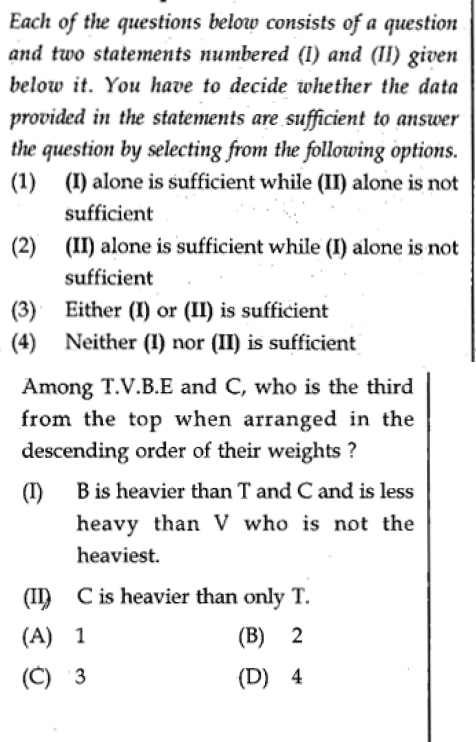 Each of the questions below consists of a question
and two statements numbered (I) and (II) given
below it. You have to decide whether the data
provided in the statements are sufficient to answer
the question by selecting from the following options.
(1) (I) alone is sufficient while (II) alone is not
sufficient
(2) (II) alone is sufficient while (I) alone is not
sufficient
(3) Either (I) or (II) is sufficient
(4) Neither (I) nor (II) is sufficient
Among T.V.B.E and C, who is the third
from the top when arranged in the
descending order of their weights ?
(I) B is heavier than T and C and is less
heavy than V who is not the
heaviest.
(II) C is heavier than only T.
(A) 1 (B) 2
(C) 3 (D) 4